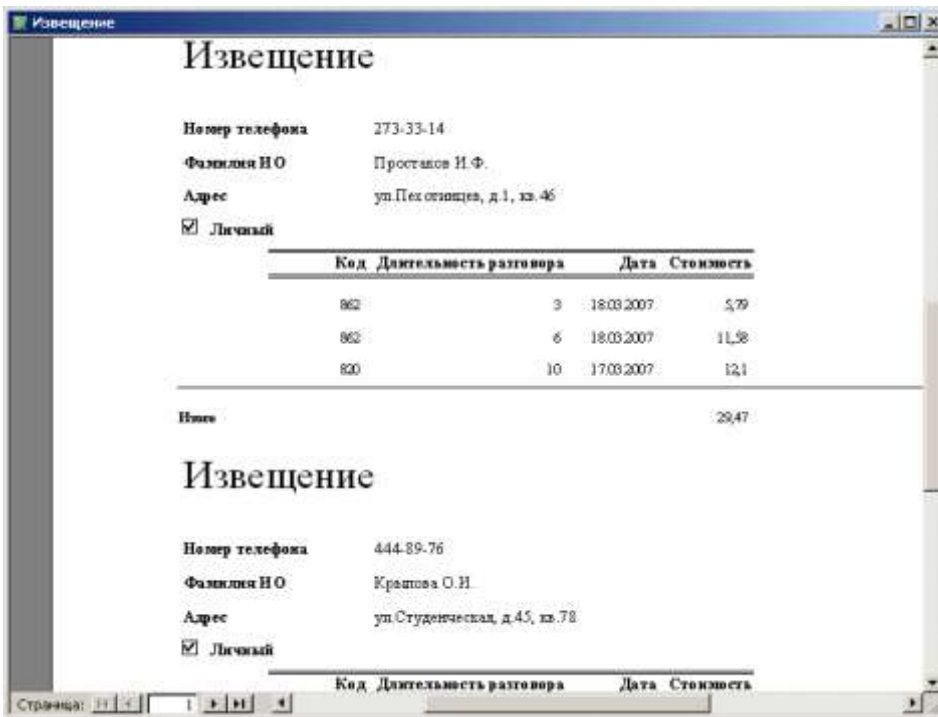 Извещение
Извещение
Номер телефона 273-33-14
Фамилия И О Простаков И.Ф.
Адрес ул.Пехотинцев, д.1, кв.46
Личный
Код Длительность разговора Дата Стоимость
862 3 18.03.2007 5,79
862 6 18.03.2007 11,58
820 10 17.03.2007 12,1
Итого 29,47
Извещение
Номер телефона 444-89-76
Фамилия И О О.И.
Адрес ул.Студенческая, д.45, кв.78
Личный
Код Длительность разговора Дата Стоимость
Страница: 1